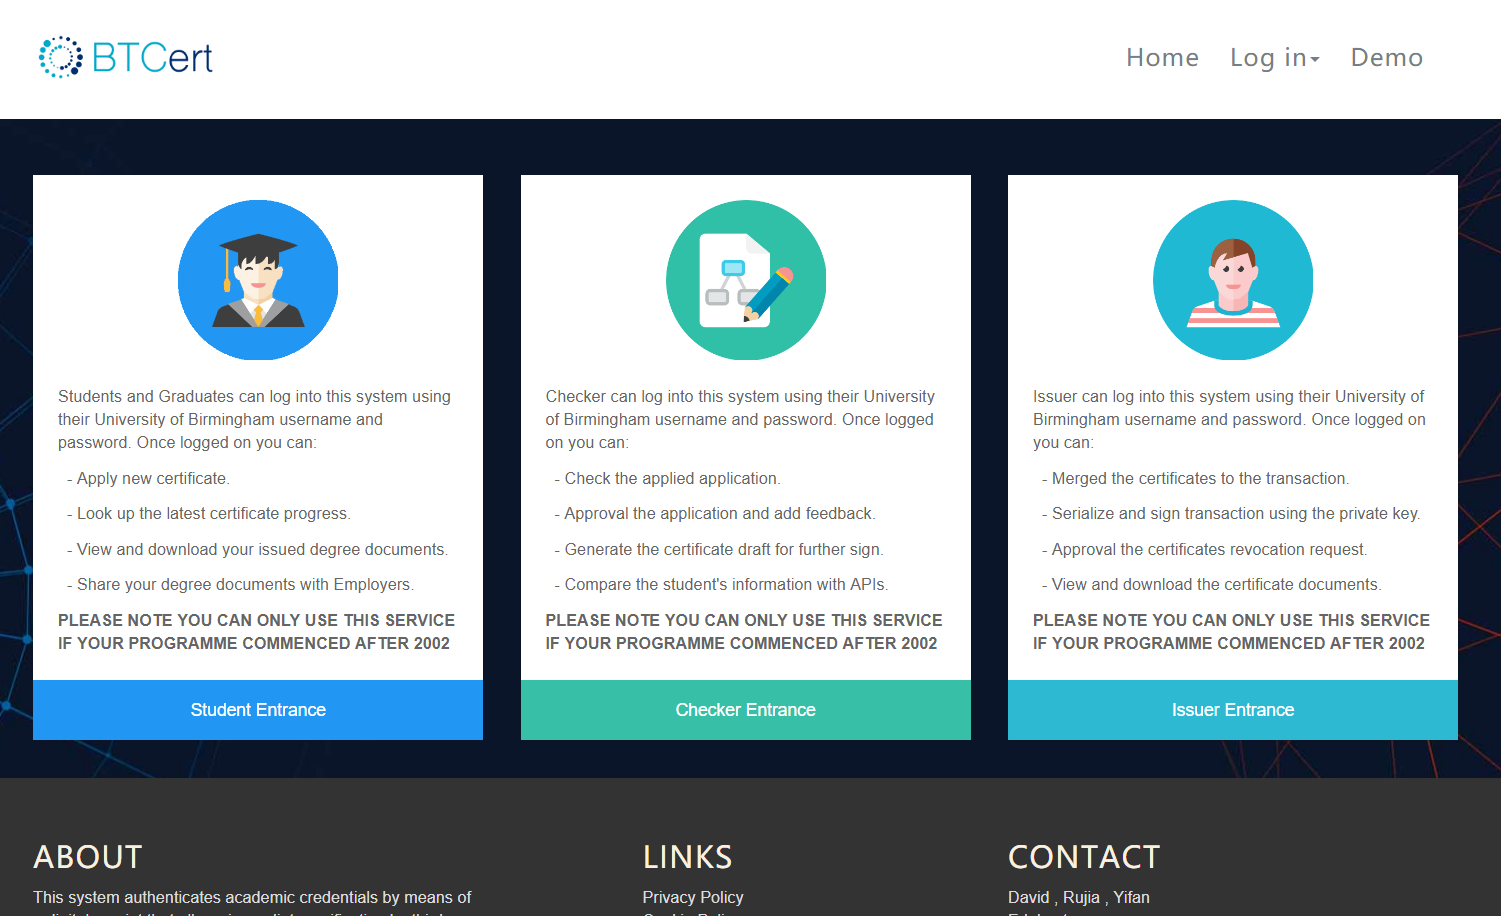 BTCert
Home Log in Demo
Students and Graduates can log into this system using
their University of Birmingham username and
password. Once logged on you can:
- Apply new certificate.
- Look up the latest certificate progress.
- View and download your issued degree documents.
- Share your degree documents with Employers.
PLEASE NOTE YOU CAN ONLY USE THIS SERVICE
IF YOUR PROGRAMME COMMENCED AFTER 2002
Student Entrance
Checker can log into this system using their University
of Birmingham username and password. Once logged
on you can:
- Check the applied application.
- Approval the application and add feedback.
- Generate the certificate draft for further sign.
- Compare the student's information with APIs.
PLEASE NOTE YOU CAN ONLY USE THIS SERVICE
IF YOUR PROGRAMME COMMENCED AFTER 2002
Checker Entrance
Issuer can log into this system using their University of
Birmingham username and password. Once logged on
you can:
- Merged the certificates to the transaction.
- Serialize and sign transaction using the private key.
- Approval the certificates revocation request.
- View and download the certificate documents.
PLEASE NOTE YOU CAN ONLY USE THIS SERVICE
IF YOUR PROGRAMME COMMENCED AFTER 2002
Issuer Entrance
ABOUT
This system authenticates academic credentials by means of
LINKS
Privacy Policy
CONTACT
David , Rujia , Yifan